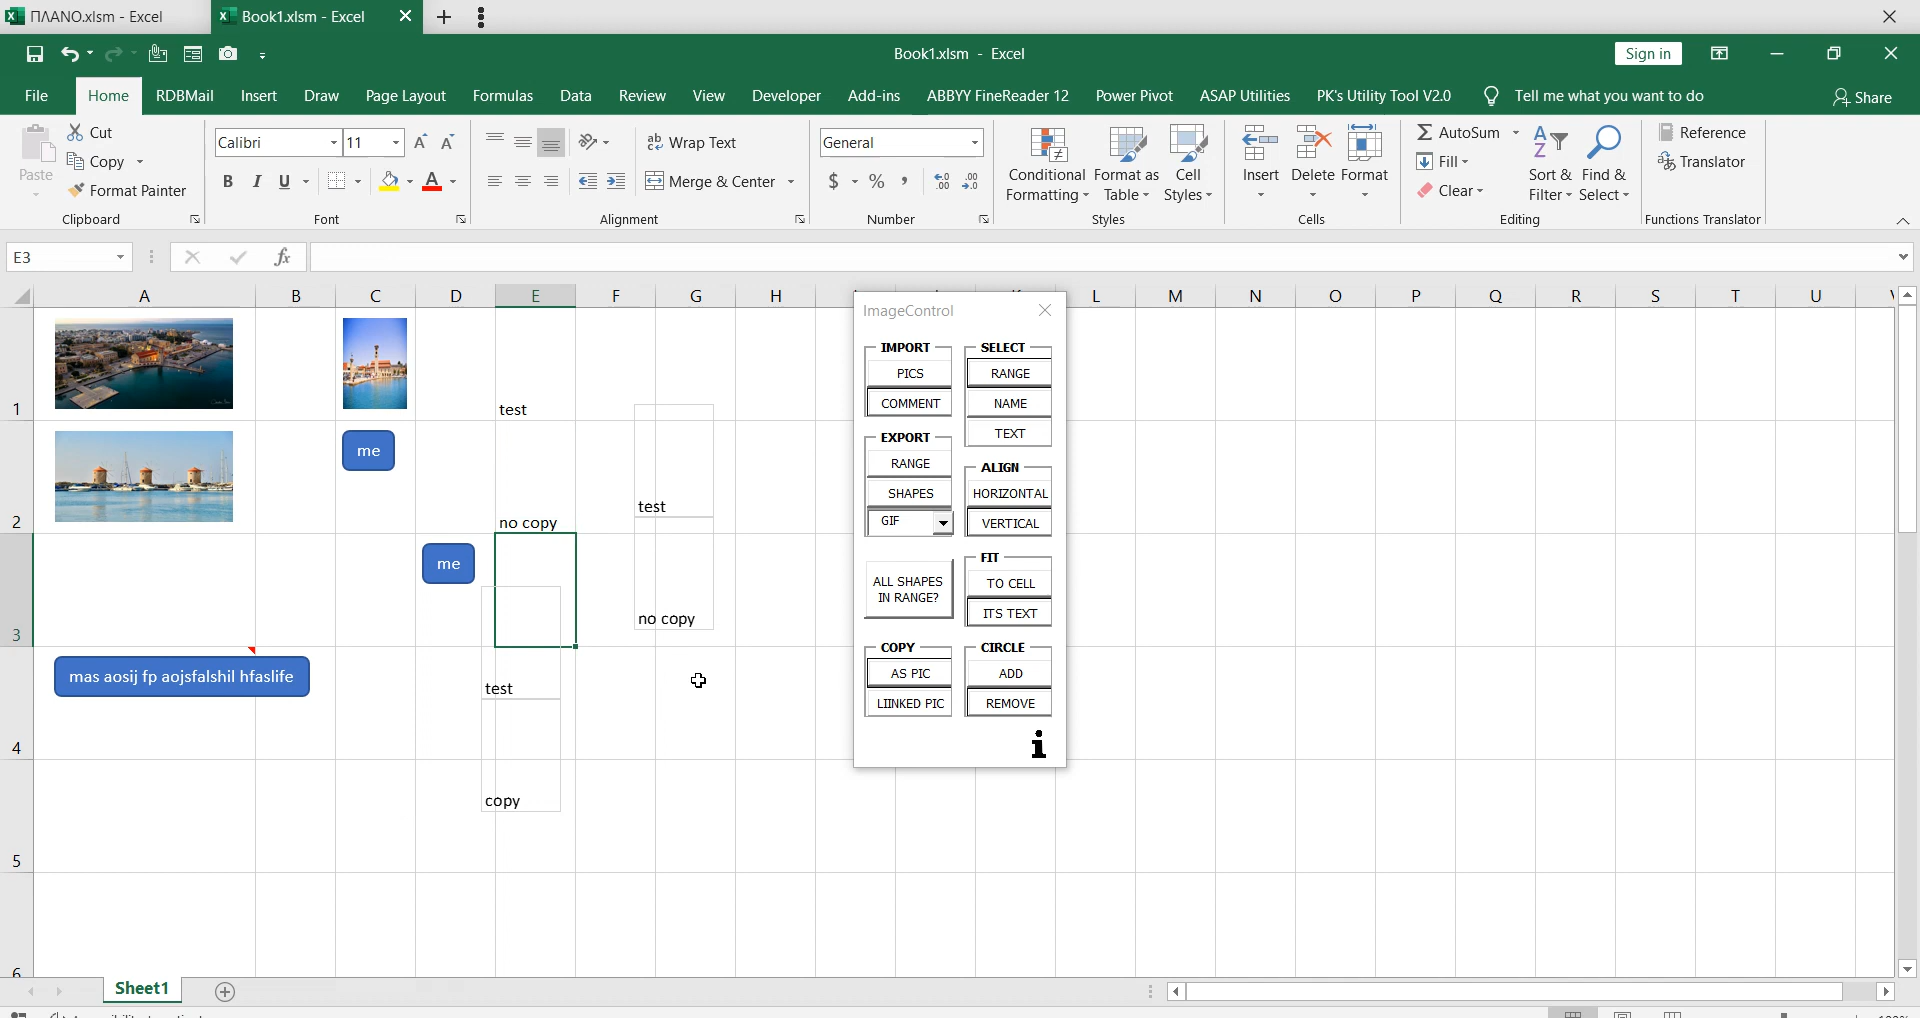 ΠΛΑΝΟ.xlsm - Excel
Book1.xlsm - Excel
Book1.xlsm - Excel
Sign in
File Home RDBMail Insert Draw Page Layout Formulas Data Review View Developer Add-ins ABBYY FineReader 12 Power Pivot ASAP Utilities PK's Utility Tool V2.0 Tell me what you want to do Share
Paste
Cut
Copy
Format Painter
Clipboard
Calibri 11
B I U A
Font
Wrap Text
Merge & Center
Alignment
General
$ % ,
Number
Conditional Formatting
Format as Table
Cell Styles
Styles
Insert
Delete
Format
Cells
AutoSum
Fill
Clear
Sort & Filter
Find & Select
Editing
Reference
Translator
Functions Translator
E3
fx
A B C D E F G H L M N O P Q R S T U
1
2
3
4
5
6
test
me
no copy
test
me
no copy
mas aosij fp aojsfalshil hfaslife
test
copy
ImageControl
IMPORT
PICS
COMMENT
EXPORT
RANGE
SHAPES
GIF
ALL SHAPES
IN RANGE?
COPY
AS PIC
LIINKED PIC
SELECT
RANGE
NAME
TEXT
ALIGN
HORIZONTAL
VERTICAL
FIT
TO CELL
ITS TEXT
CIRCLE
ADD
REMOVE
Sheet1